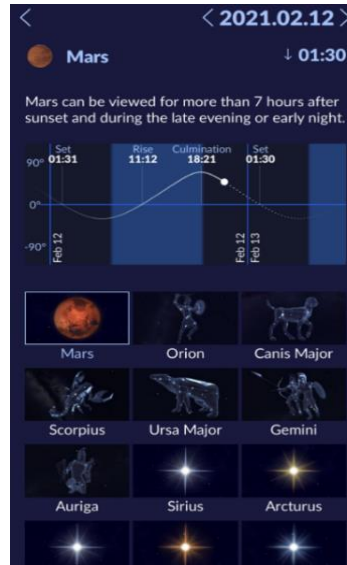 < < 2021.02.12 >
Mars ↓ 01:30
Mars can be viewed for more than 7 hours after
sunset and during the late evening or early night.
Set Rise Culmination Set
90° 01:31 11:12 18:21 01:30
0°
-90°
Feb 12 Feb 12 Feb 13
Mars Orion Canis Major
Scorpius Ursa Major Gemini
Auriga Sirius Arcturus